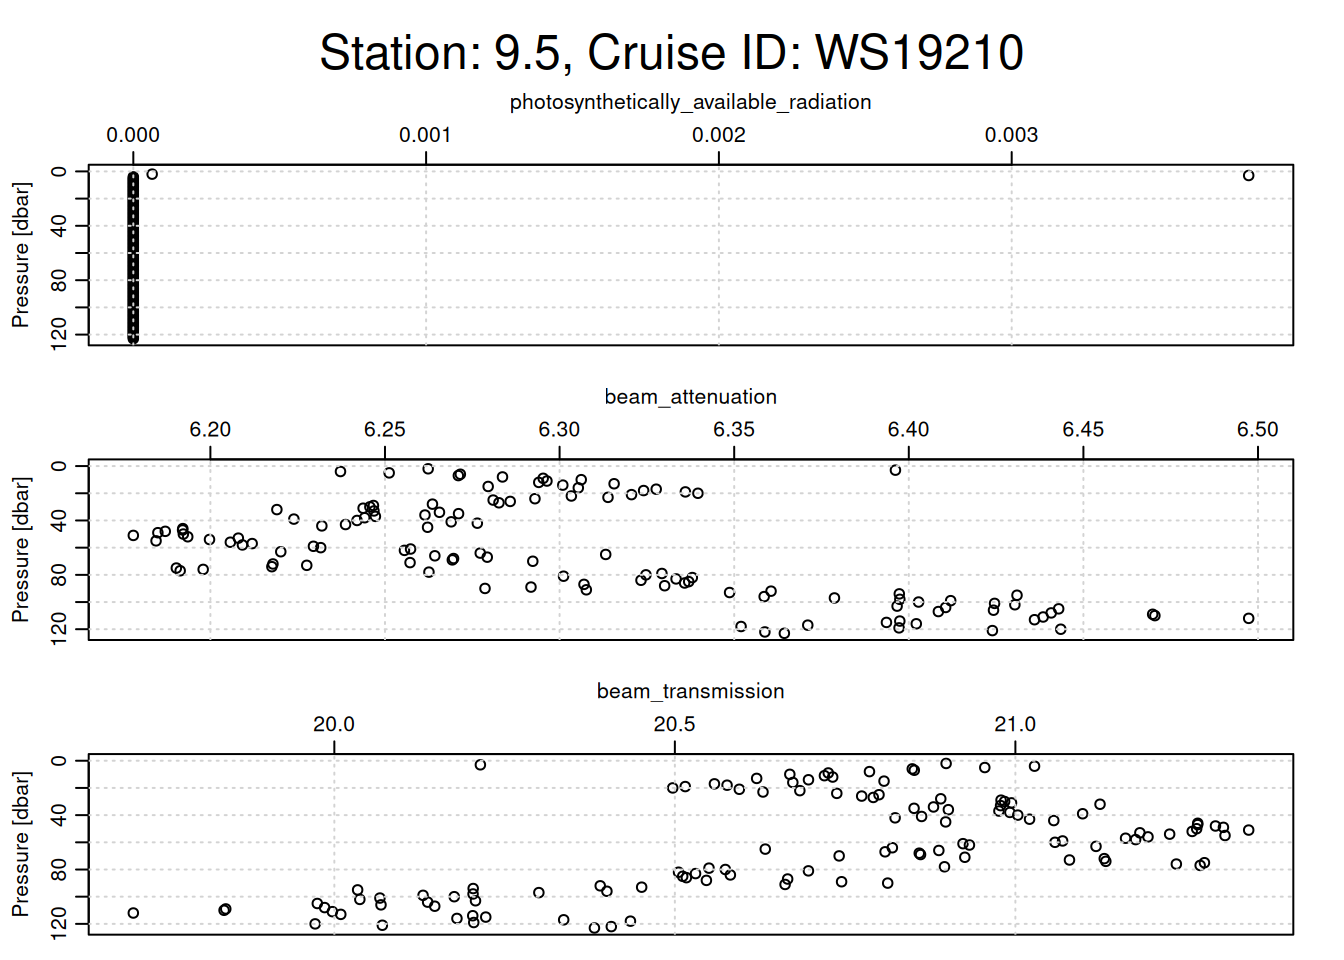 Station: 9.5, Cruise ID: WS19210
photosynthetically_available_radiation
0.000 0.001 0.002 0.003
Pressure [dbar]
0
40
80
120
beam_attenuation
6.20 6.25 6.30 6.35 6.40 6.45 6.50
Pressure [dbar]
0
40
80
120
beam_transmission
20.0 20.5 21.0
Pressure [dbar]
0
40
80
120